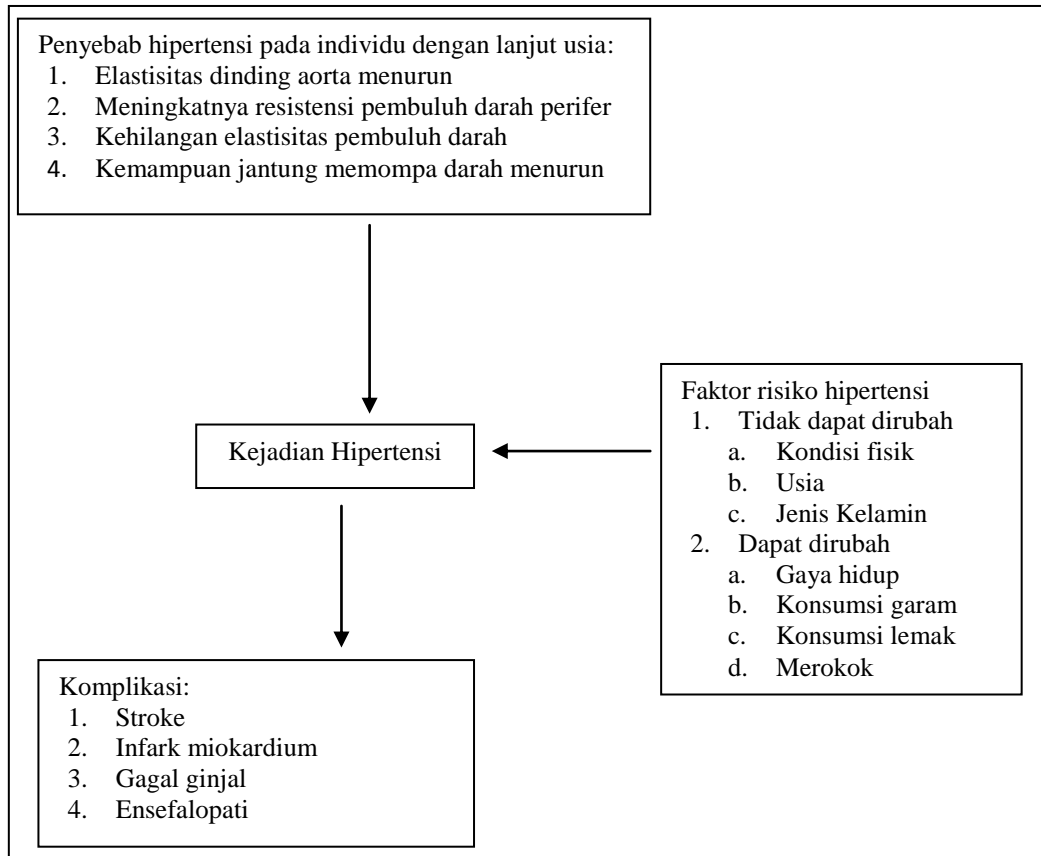 Penyebab hipertensi pada individu dengan lanjut usia:
1. Elastisitas dinding aorta menurun
2. Meningkatnya resistensi pembuluh darah perifer
3. Kehilangan elastisitas pembuluh darah
4. Kemampuan jantung memompa darah menurun
Kejadian Hipertensi
Faktor risiko hipertensi
1. Tidak dapat dirubah
a. Kondisi fisik
b. Usia
c. Jenis Kelamin
2. Dapat dirubah
a. Gaya hidup
b. Konsumsi garam
c. Konsumsi lemak
d. Merokok
Komplikasi:
1. Stroke
2. Infark miokardium
3. Gagal ginjal
4. Ensefalopati